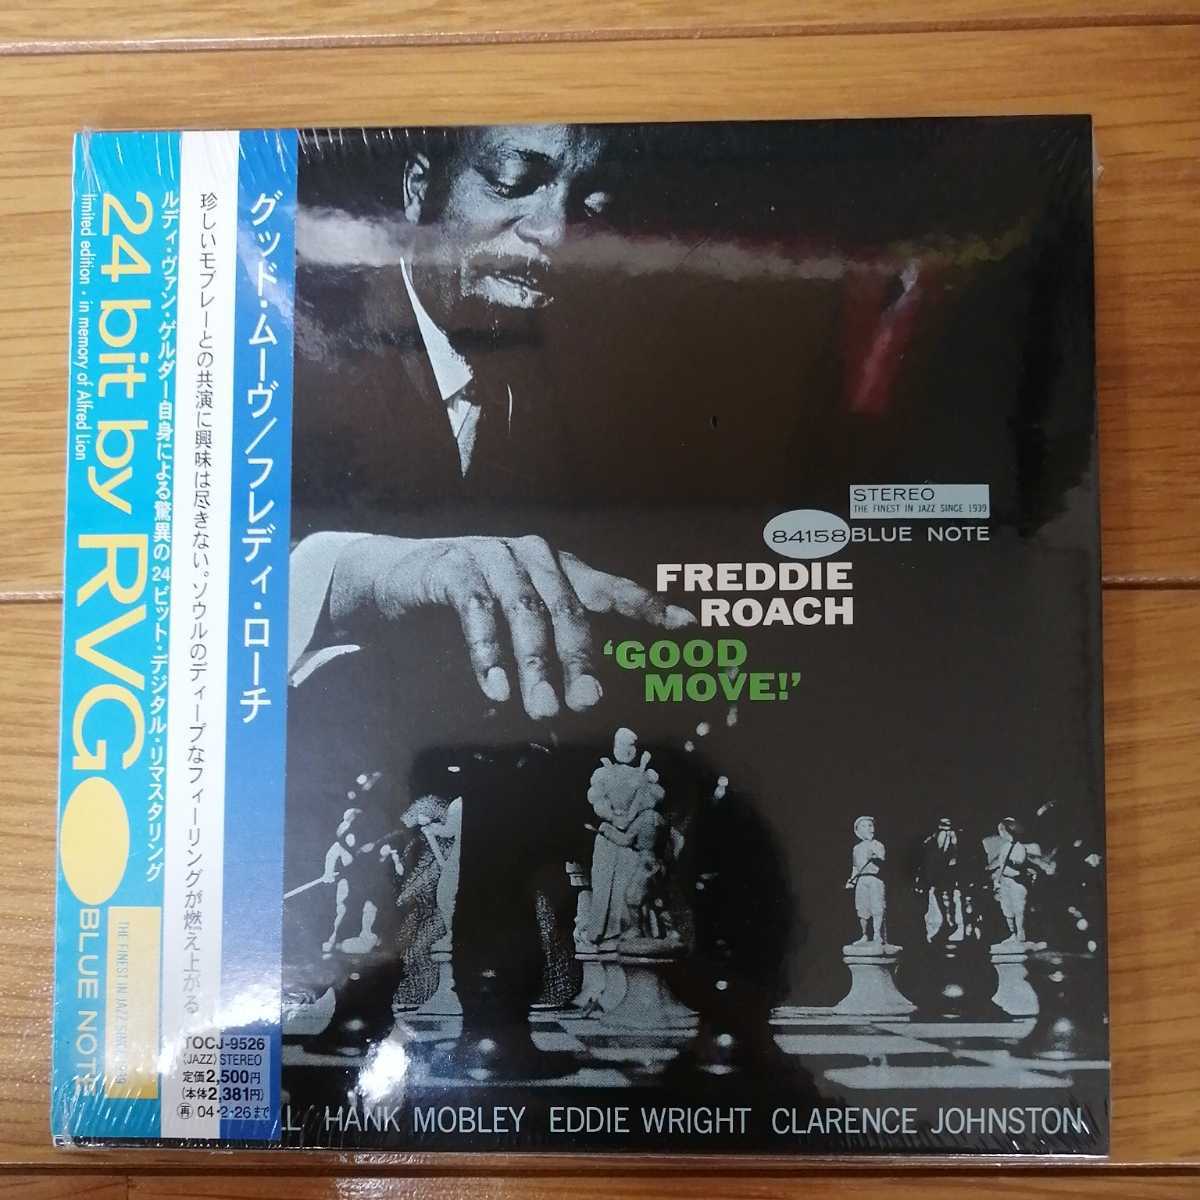 24 bit by RVG
limited edition · in memory of Alfred Lion
ルディ・ヴァン・ゲルダー自身による驚異の24ビット・デジタル・リマスタリング
BLUE NOTE
THE FINEST IN JAZZ SINCE 1939
珍しいモブレーとの共演に興味は尽きない。ソウルのディープなフィーリングが燃え上がる
グッド・ムーヴ/フレディ・ローチ
TOCJ-9526
(JAZZ) STEREO
定価2,500円
(本体2,381円)
再 04・2・26まで
STEREO
THE FINEST IN JAZZ SINCE 1939
84158 BLUE NOTE
FREDDIE
ROACH
‘GOOD
MOVE!’
LL HANK MOBLEY EDDIE WRIGHT CLARENCE JOHNSTON